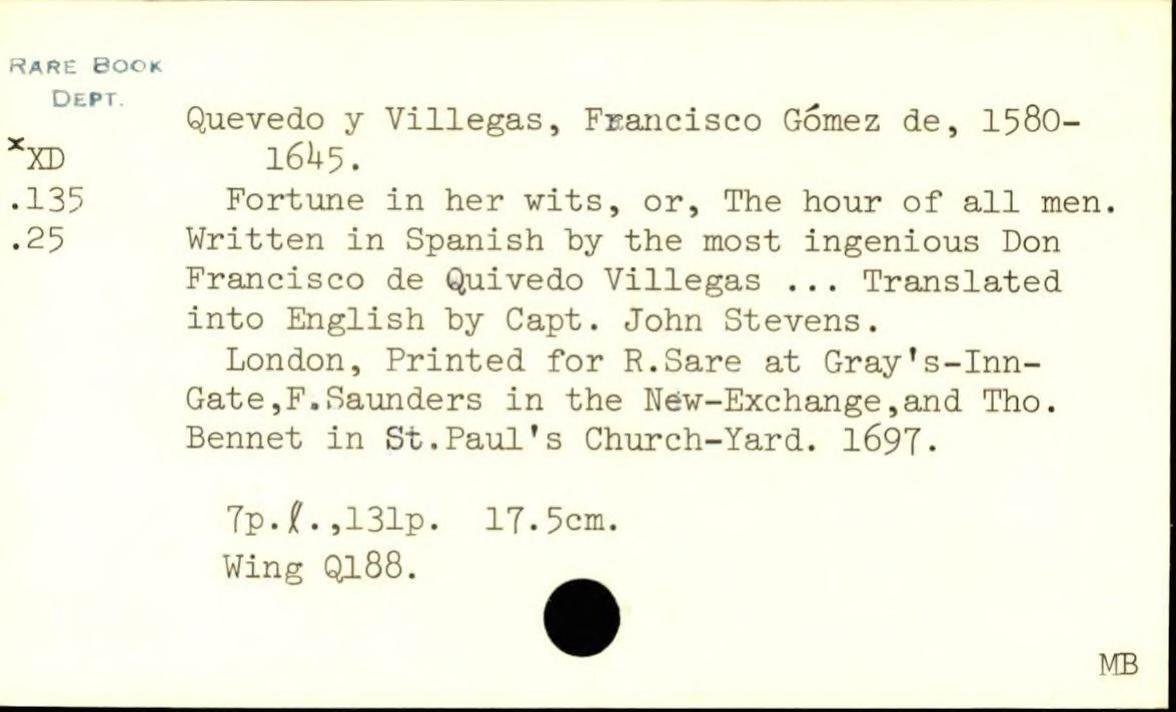 RARE BOOK
DEPT.
Quevedo y Villegas, Francisco Gómez de, 1580-
xXD
1645.
.135
Fortune in her wits, or, The hour of all men.
.25
Written in Spanish by the most ingenious Don
Francisco de Quivedo Villegas ... Translated
into English by Capt. John Stevens.
London, Printed for R.Sare at Gray's-Inn-
Gate,F.Saunders in the New-Exchange,and Tho.
Bennet in St.Paul's Church-Yard. 1697.
7p.ℓ.,131p. 17.5cm.
Wing Q188.
MB